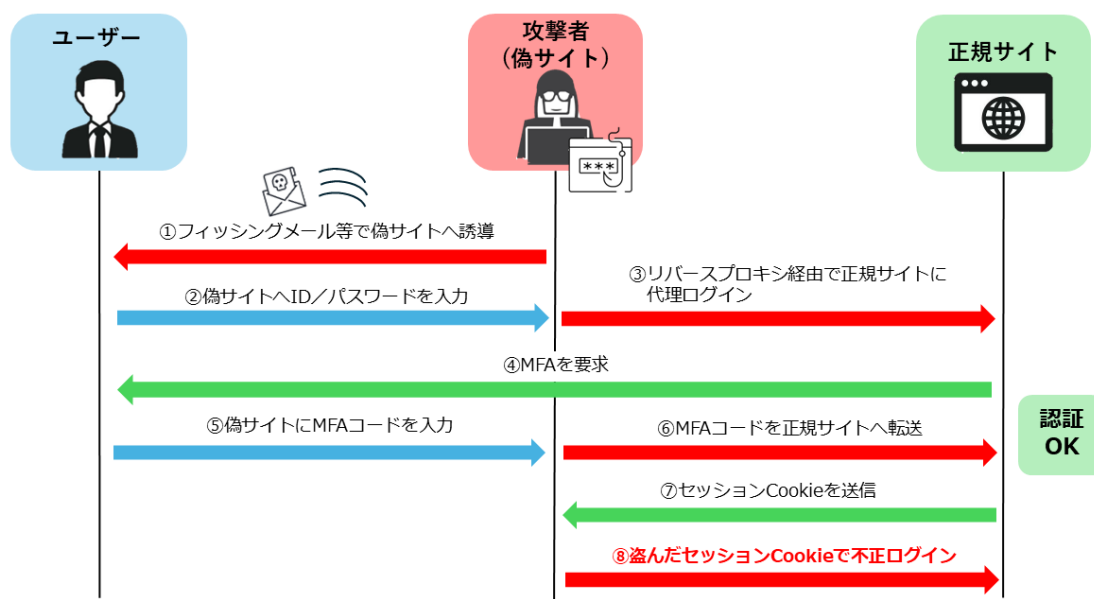 ユーザー
攻撃者
（偽サイト）
正規サイト
***
①フィッシングメール等で偽サイトへ誘導
②偽サイトへID／パスワードを入力
③リバースプロキシ経由で正規サイトに
代理ログイン
④MFAを要求
⑤偽サイトにMFAコードを入力
⑥MFAコードを正規サイトへ転送
認証
OK
⑦セッションCookieを送信
⑧盗んだセッションCookieで不正ログイン